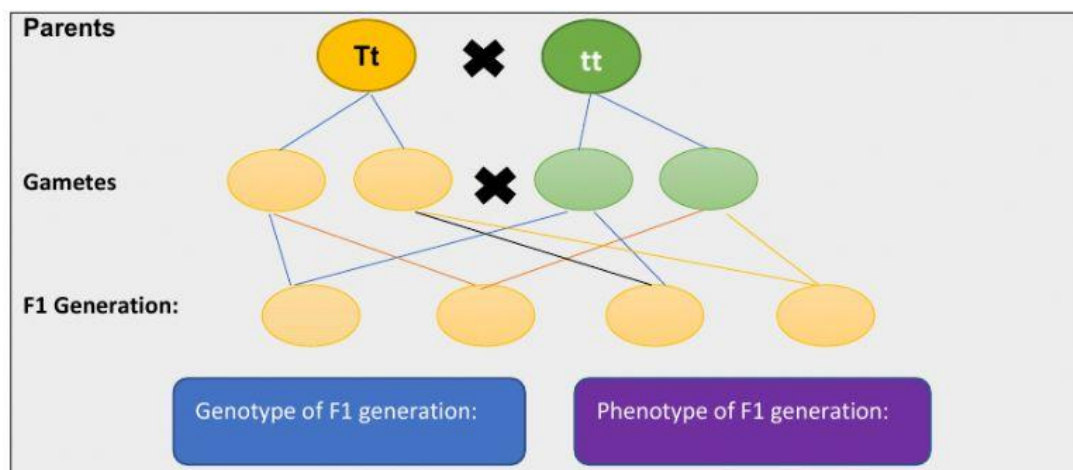 Parents
Tt
tt
Gametes
F1 Generation:
Genotype of F1 generation:
Phenotype of F1 generation: